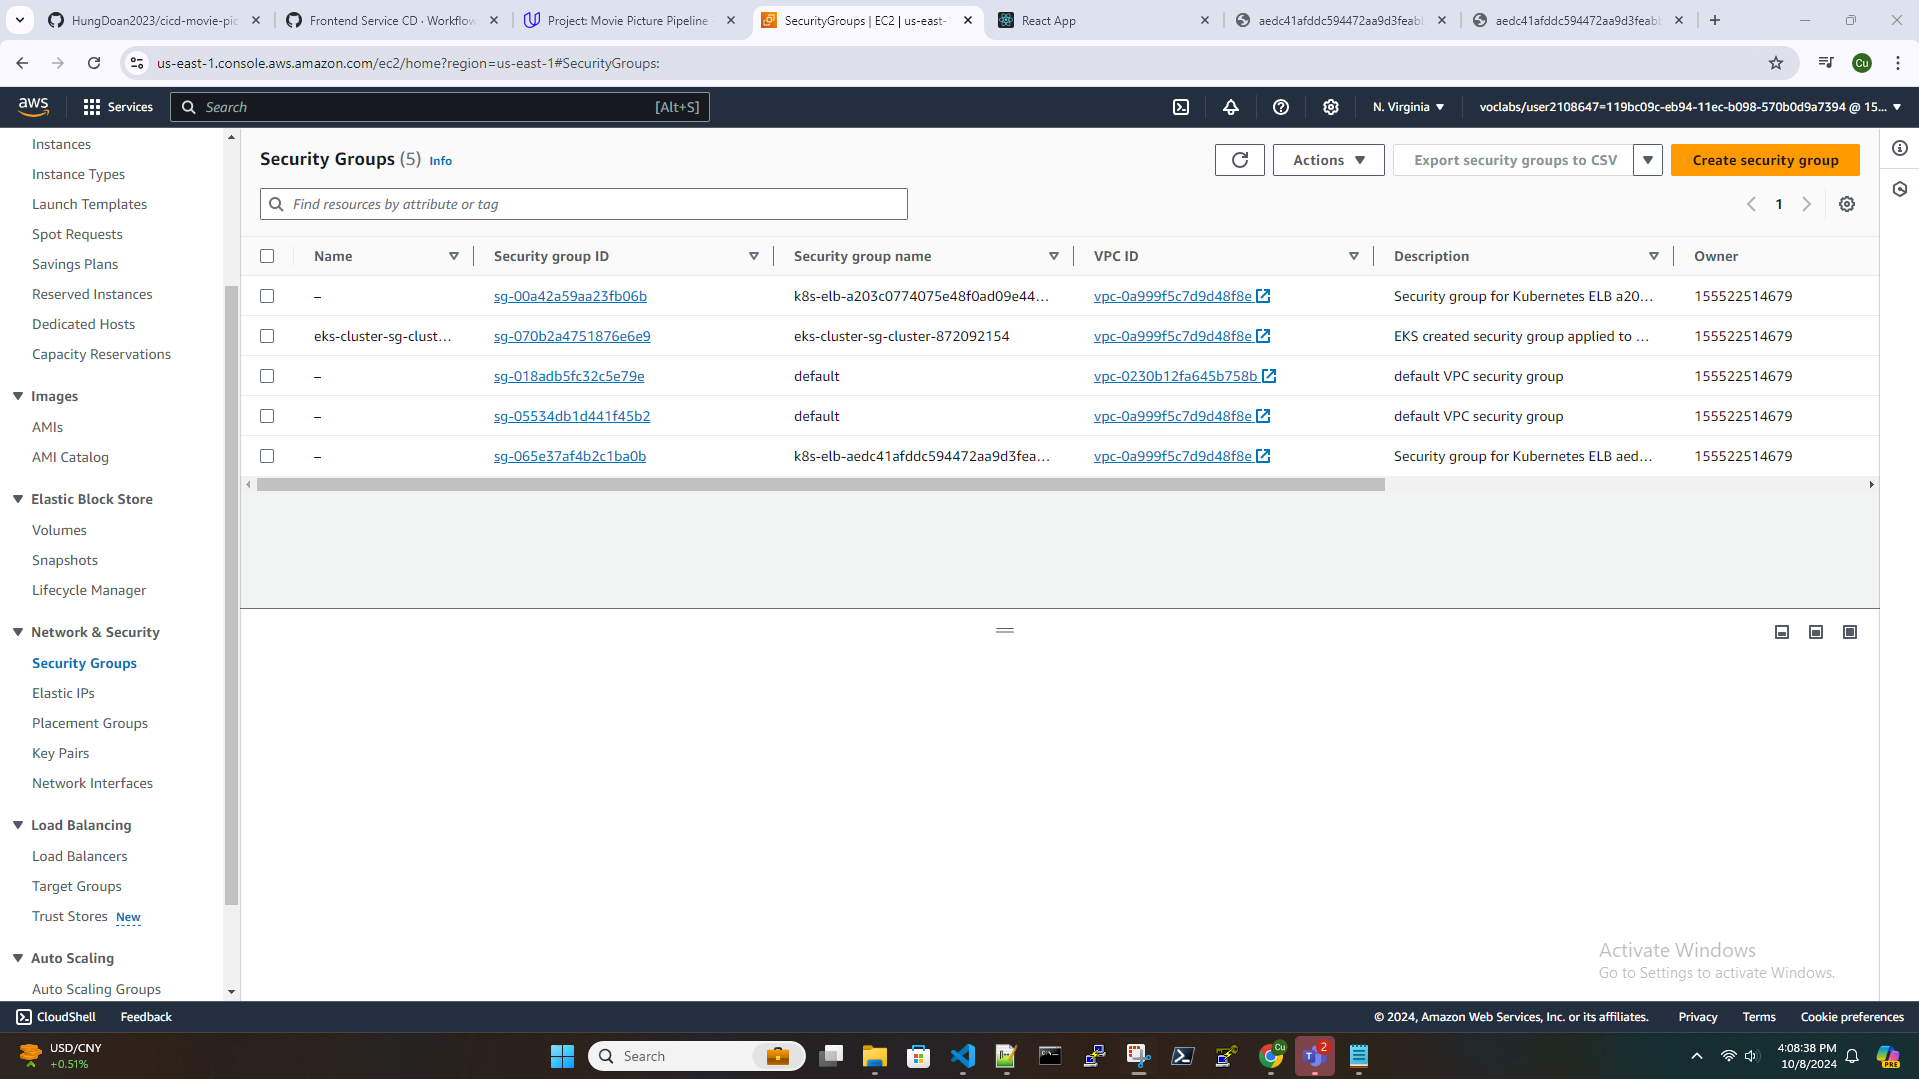 HungDoan2023/cicd-movie-pic
Frontend Service CD · Workflow
Project: Movie Picture Pipeline
SecurityGroups | EC2 | us-east-
React App
aedc41afddc594472aa9d3feabb
aedc41afddc594472aa9d3feabb
us-east-1.console.aws.amazon.com/ec2/home?region=us-east-1#SecurityGroups:
Cu
aws
Services
Search
[Alt+S]
N. Virginia
voclabs/user2108647=119bc09c-eb94-11ec-b098-570b0d9a7394 @ 15...
Instances
Instance Types
Launch Templates
Spot Requests
Savings Plans
Reserved Instances
Dedicated Hosts
Capacity Reservations
Images
AMIs
AMI Catalog
Elastic Block Store
Volumes
Snapshots
Lifecycle Manager
Network & Security
Security Groups
Elastic IPs
Placement Groups
Key Pairs
Network Interfaces
Load Balancing
Load Balancers
Target Groups
Trust Stores New
Auto Scaling
Auto Scaling Groups
Security Groups (5) Info
Actions
Export security groups to CSV
Create security group
Find resources by attribute or tag
1
Name Security group ID Security group name VPC ID Description Owner
– sg-00a42a59aa23fb06b k8s-elb-a203c0774075e48f0ad09e44... vpc-0a999f5c7d9d48f8e Security group for Kubernetes ELB a20... 155522514679
eks-cluster-sg-clust... sg-070b2a4751876e6e9 eks-cluster-sg-cluster-872092154 vpc-0a999f5c7d9d48f8e EKS created security group applied to ... 155522514679
– sg-018adb5fc32c5e79e default vpc-0230b12fa645b758b default VPC security group 155522514679
– sg-05534db1d441f45b2 default vpc-0a999f5c7d9d48f8e default VPC security group 155522514679
– sg-065e37af4b2c1ba0b k8s-elb-aedc41afddc594472aa9d3fea... vpc-0a999f5c7d9d48f8e Security group for Kubernetes ELB aed... 155522514679
Activate Windows
Go to Settings to activate Windows.
CloudShell
Feedback
© 2024, Amazon Web Services, Inc. or its affiliates.
Privacy
Terms
Cookie preferences
USD/CNY
+0.51%
Search
Cu
2
4:08:38 PM
10/8/2024
PRE